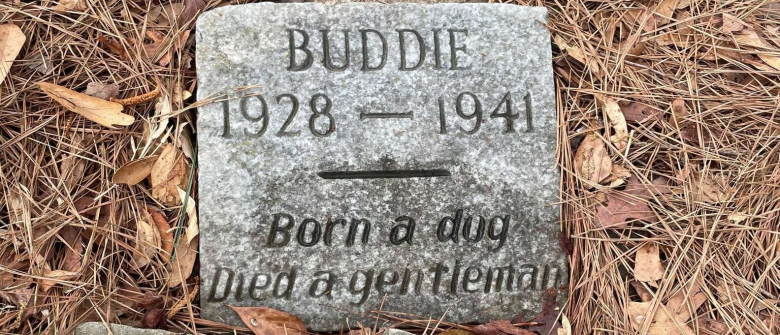 BUDDIE
1928 — 1941
Born a dog
Died a gentleman